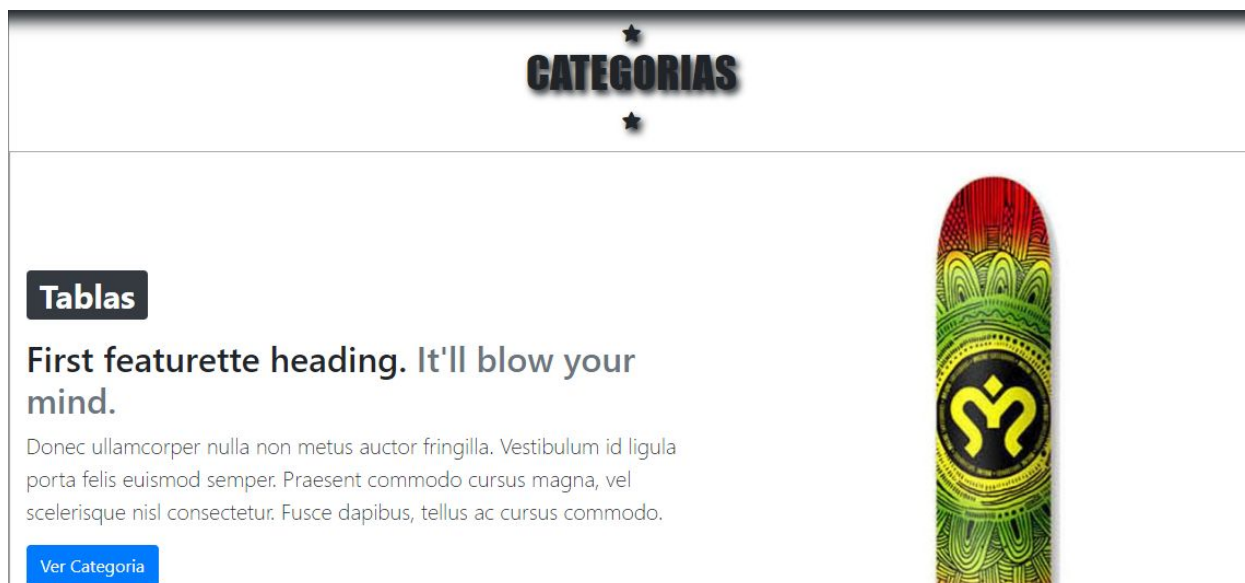 CATEGORIAS
Tablas
First featurette heading. It'll blow your
mind.
Donec ullamcorper nulla non metus auctor fringilla. Vestibulum id ligula
porta felis euismod semper. Praesent commodo cursus magna, vel
scelerisque nisl consectetur. Fusce dapibus, tellus ac cursus commodo.
Ver Categoria